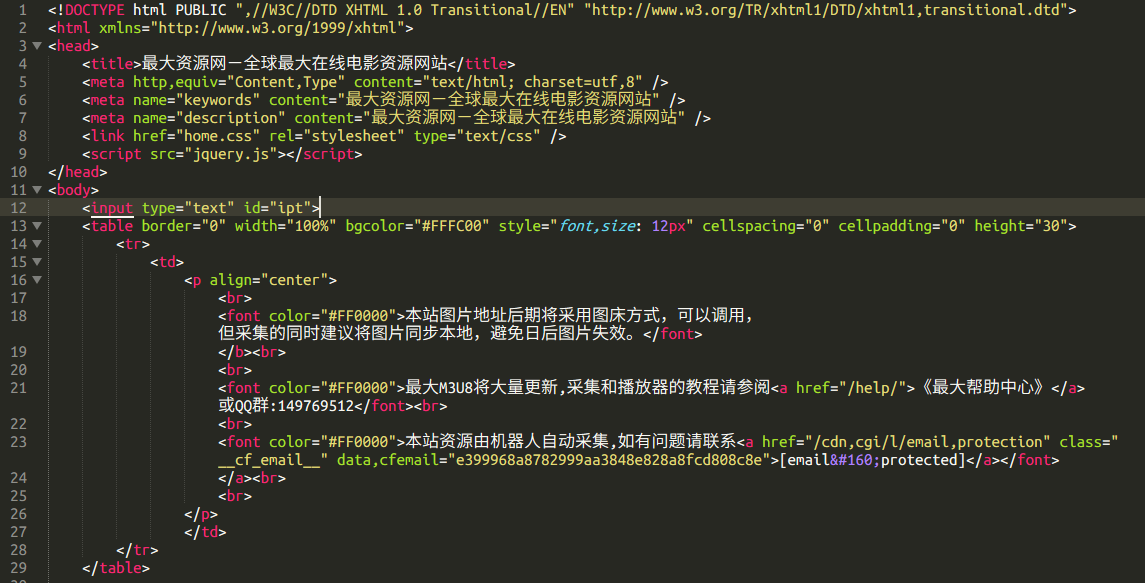 1 <!DOCTYPE html PUBLIC ",//W3C//DTD XHTML 1.0 Transitional//EN" "http://www.w3.org/TR/xhtml1/DTD/xhtml1,transitional.dtd">
2 <html xmlns="http://www.w3.org/1999/xhtml">
3 <head>
4 <title>最大资源网－全球最大在线电影资源网站</title>
5 <meta http,equiv="Content,Type" content="text/html; charset=utf,8" />
6 <meta name="keywords" content="最大资源网－全球最大在线电影资源网站" />
7 <meta name="description" content="最大资源网－全球最大在线电影资源网站" />
8 <link href="home.css" rel="stylesheet" type="text/css" />
9 <script src="jquery.js"></script>
10 </head>
11 <body>
12 <input type="text" id="ipt">
13 <table border="0" width="100%" bgcolor="#FFFC00" style="font,size: 12px" cellspacing="0" cellpadding="0" height="30">
14 <tr>
15 <td>
16 <p align="center">
17 <br>
18 <font color="#FF0000">本站图片地址后期将采用图床方式，可以调用，
但采集的同时建议将图片同步本地，避免日后图片失效。</font>
19 </b><br>
20 <br>
21 <font color="#FF0000">最大M3U8将大量更新,采集和播放器的教程请参阅<a href="/help/">《最大帮助中心》</a>
或QQ群:149769512</font><br>
22 <br>
23 <font color="#FF0000">本站资源由机器人自动采集,如有问题请联系<a href="/cdn,cgi/l/email,protection" class="
__cf_email__" data,cfemail="e399968a8782999aa3848e828a8fcd808c8e">[email&#160;protected]</a></font>
24 </a><br>
25 <br>
26 </p>
27 </td>
28 </tr>
29 </table>